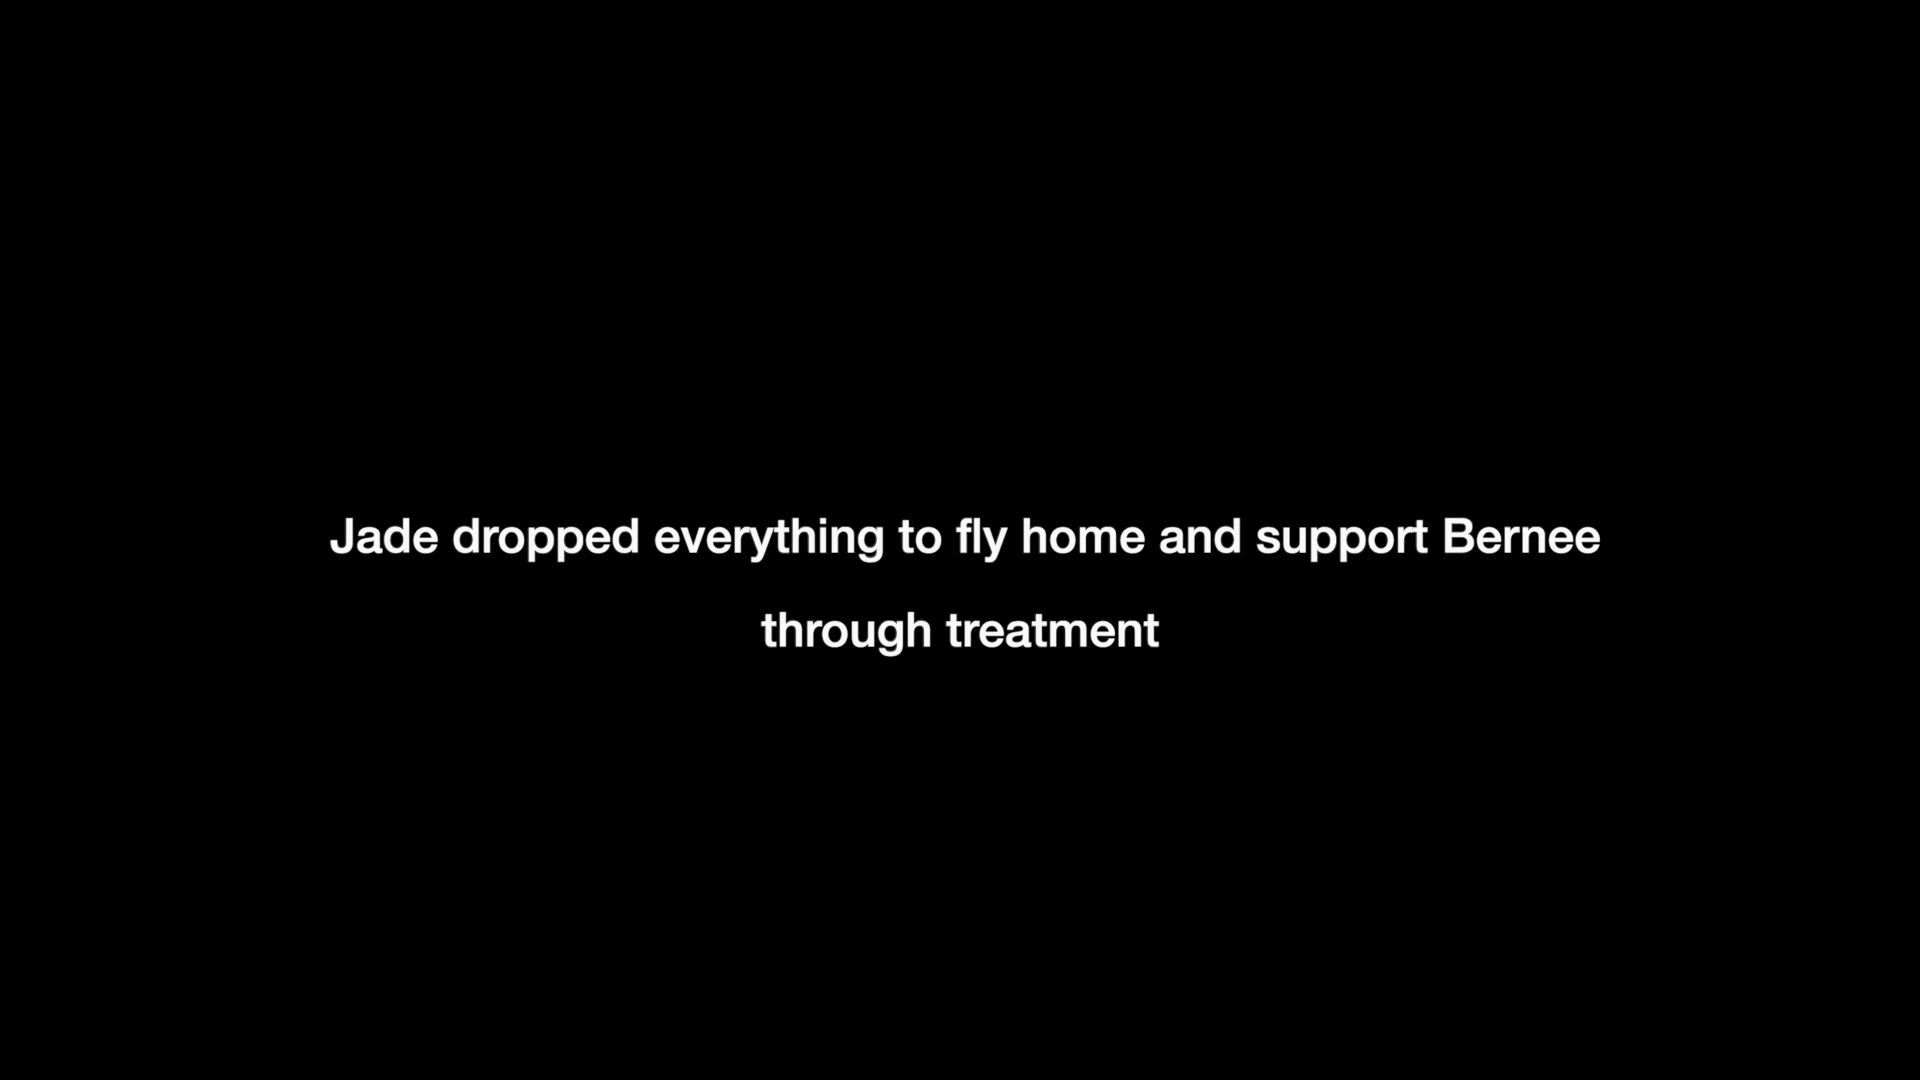 Jade dropped everything to fly home and support Bernee
through treatment